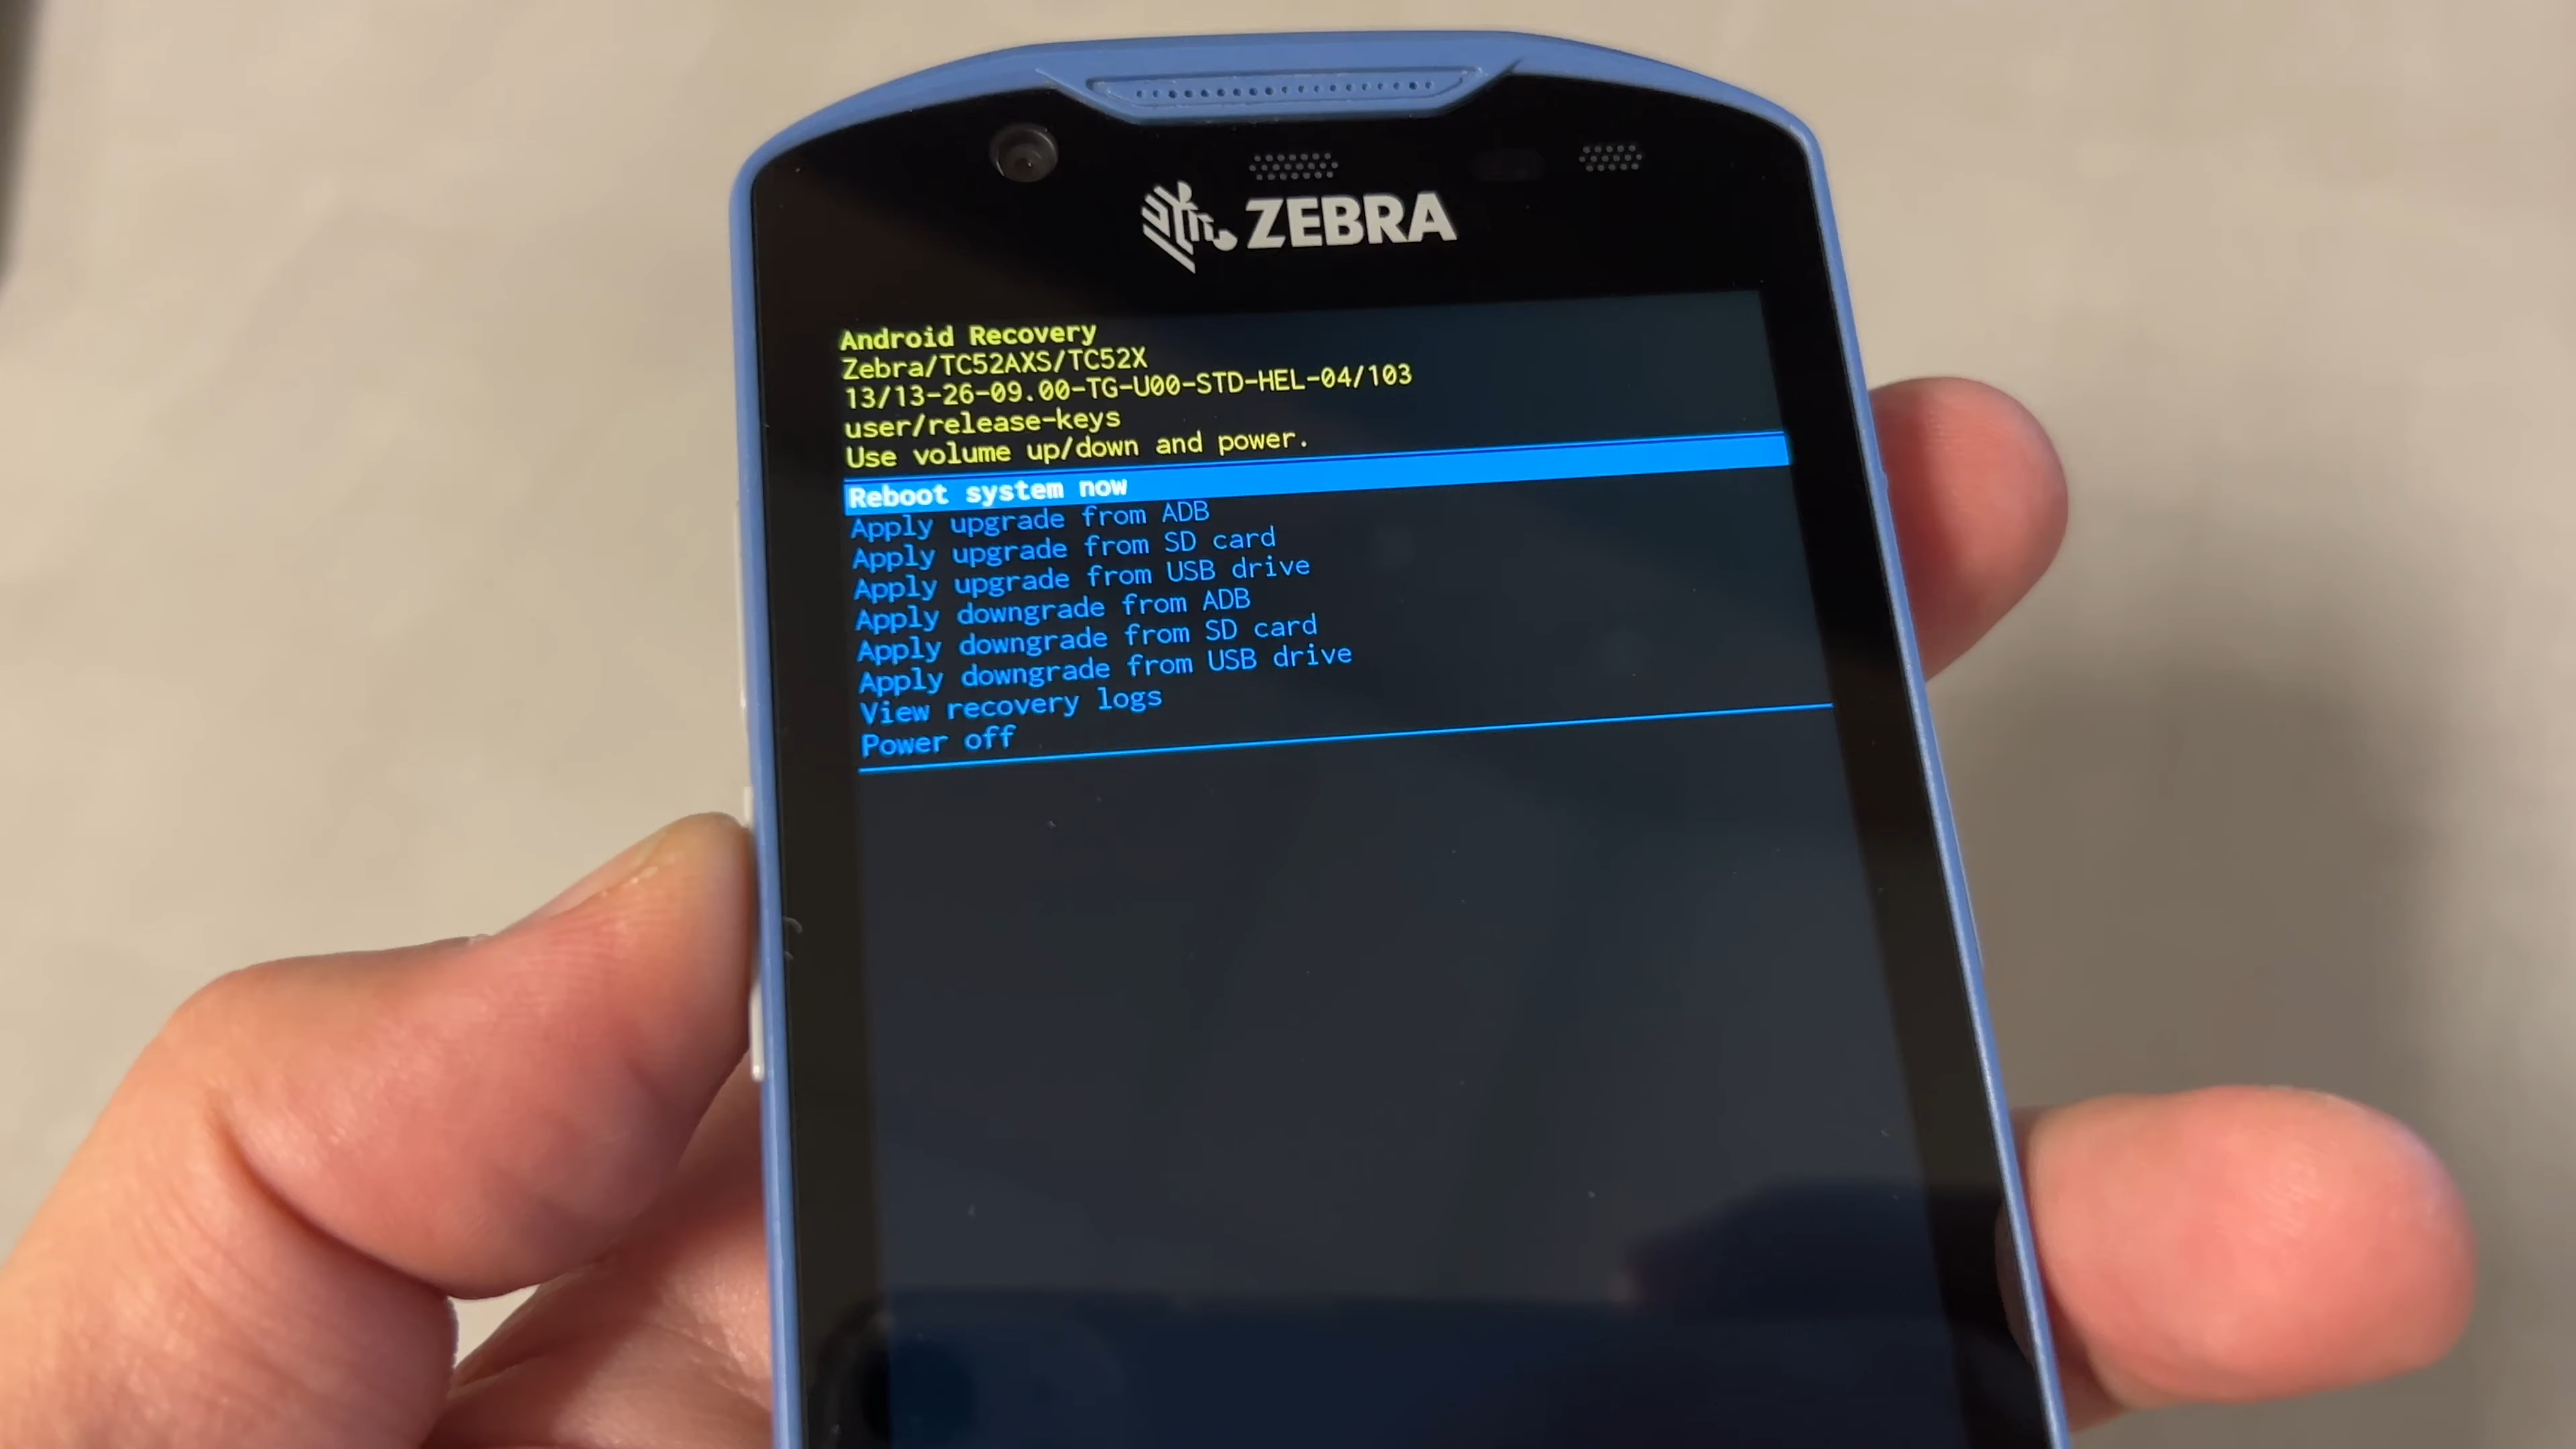 ZEBRA
Android Recovery
Zebra/TC52AXS/TC52X
13/13-26-09.00-TG-U00-STD-HEL-04/103
user/release-keys
Use volume up/down and power.
Reboot system now
Apply upgrade from ADB
Apply upgrade from SD card
Apply upgrade from USB drive
Apply downgrade from ADB
Apply downgrade from SD card
Apply downgrade from USB drive
View recovery logs
Power off